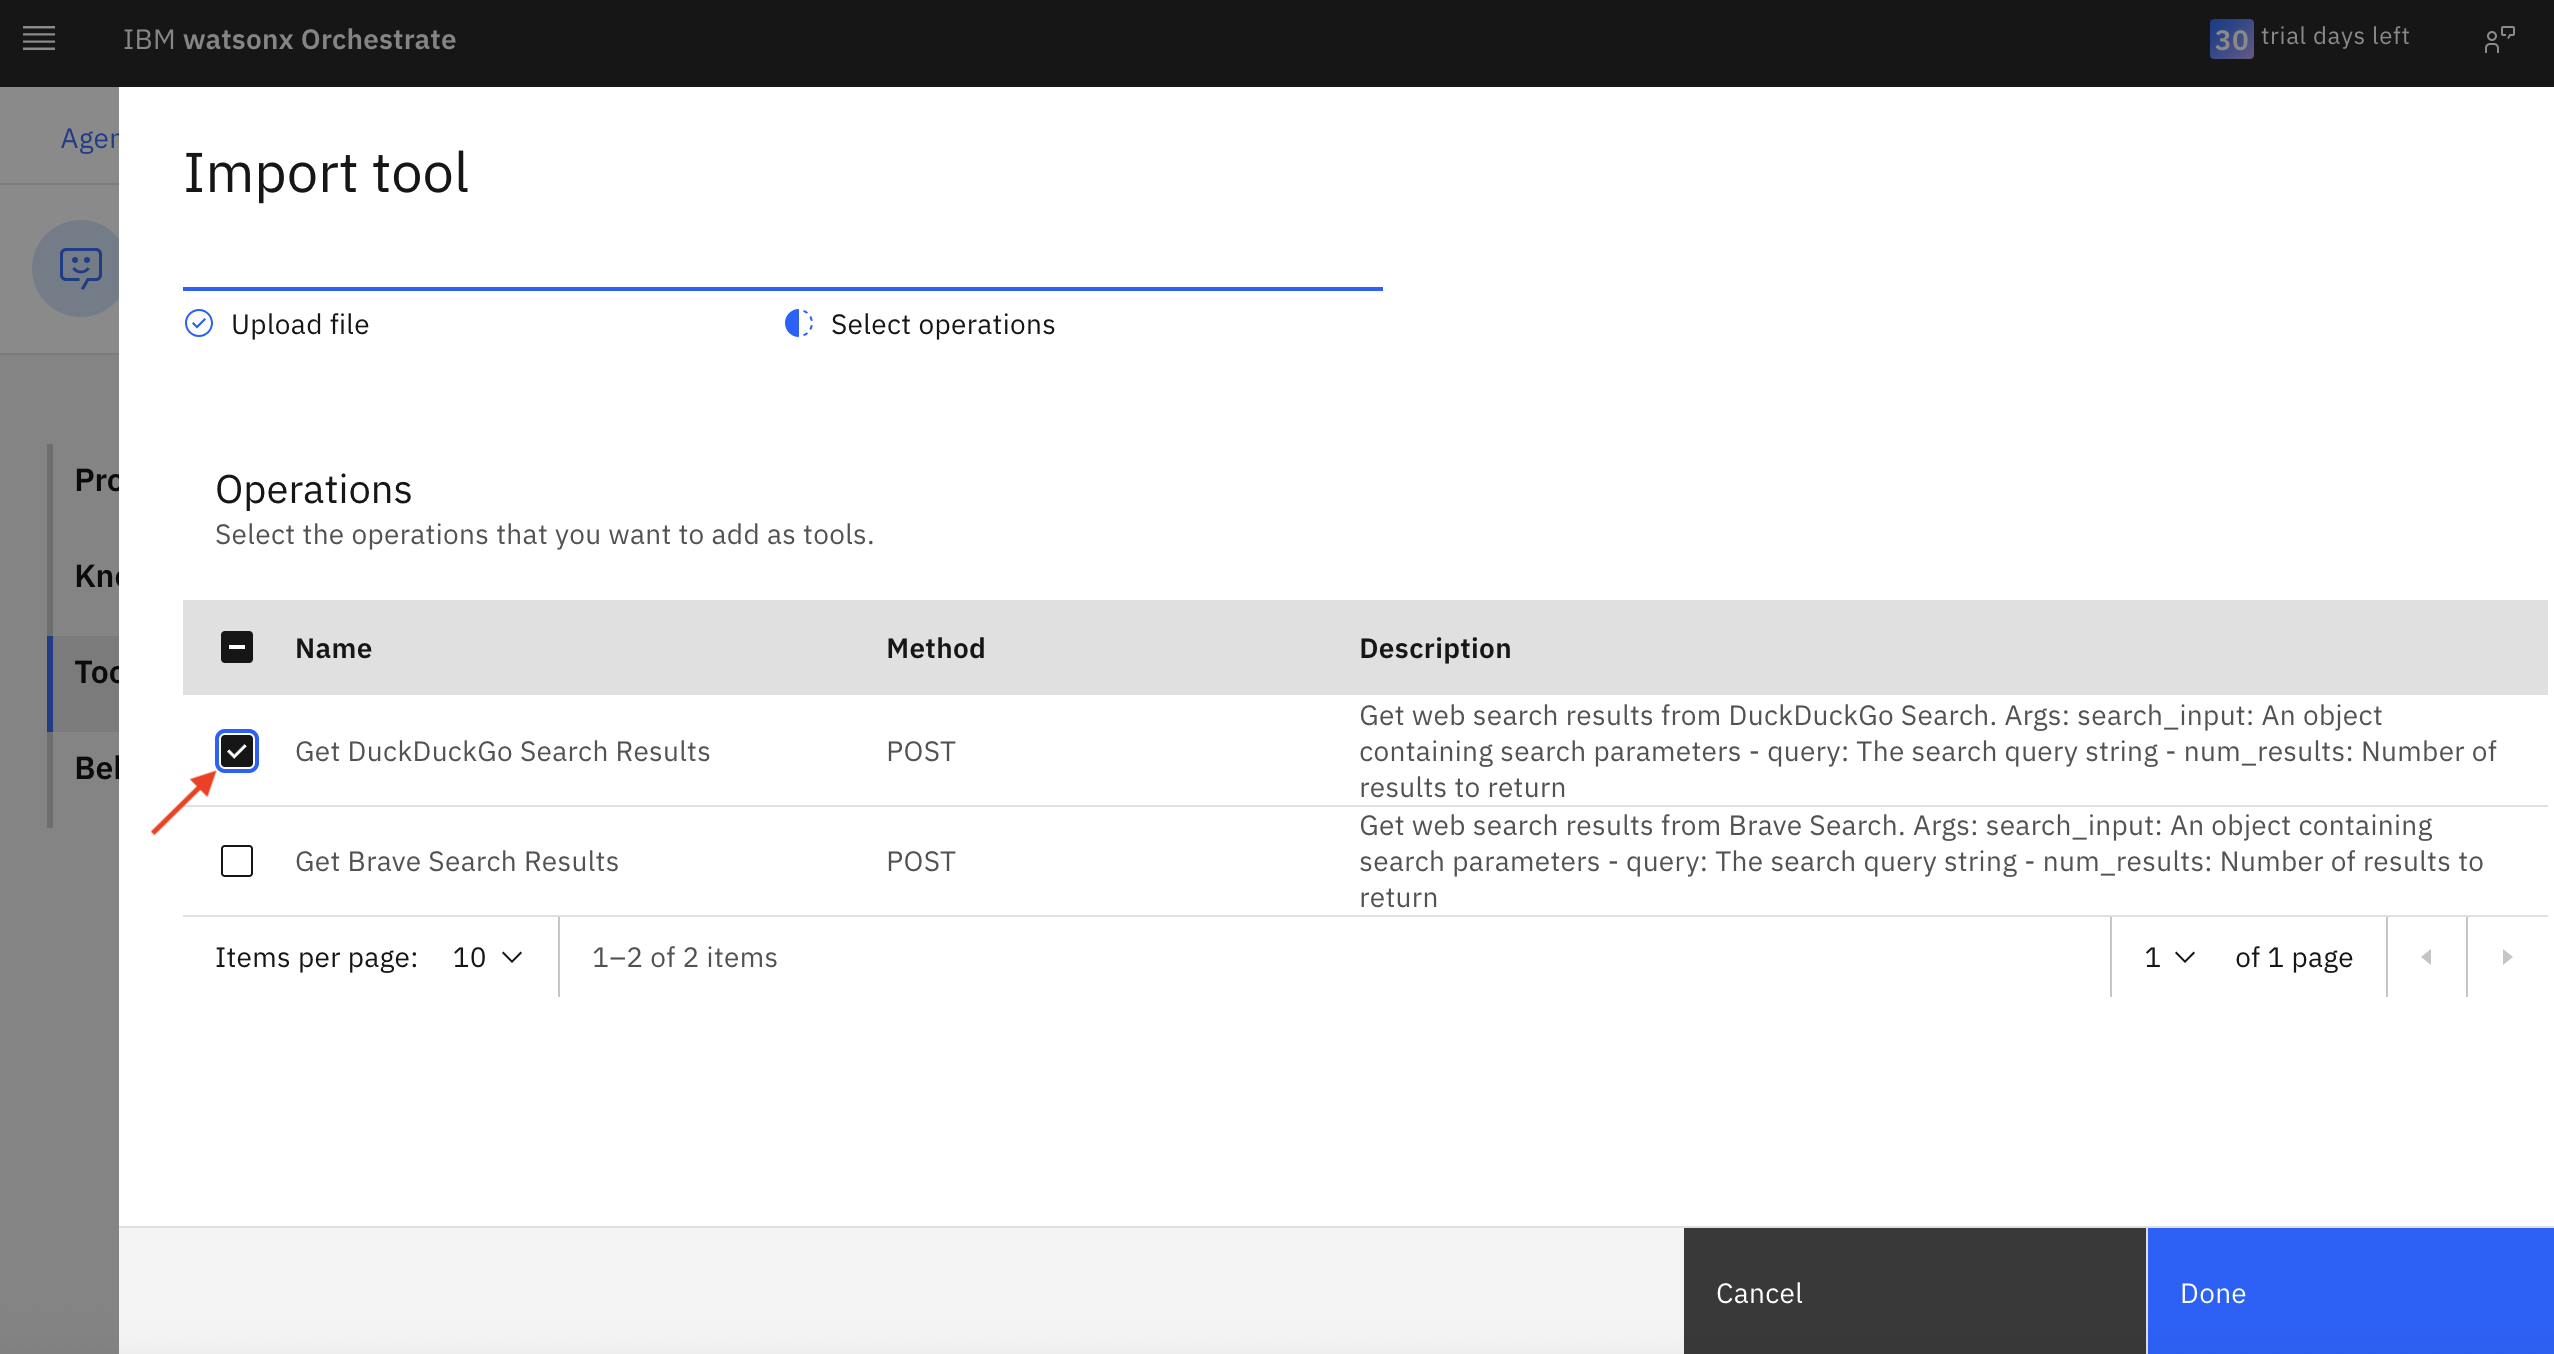 IBM watsonx Orchestrate
30 trial days left
Agen
Import tool
Upload file
Select operations
Pro
Kno
Too
Beh
Operations
Select the operations that you want to add as tools.
Name Method Description
Get DuckDuckGo Search Results POST
Get web search results from DuckDuckGo Search. Args: search_input: An object
containing search parameters - query: The search query string - num_results: Number of
results to return
Get Brave Search Results POST
Get web search results from Brave Search. Args: search_input: An object containing
search parameters - query: The search query string - num_results: Number of results to
return
Items per page: 10 1–2 of 2 items 1 of 1 page
Cancel
Done